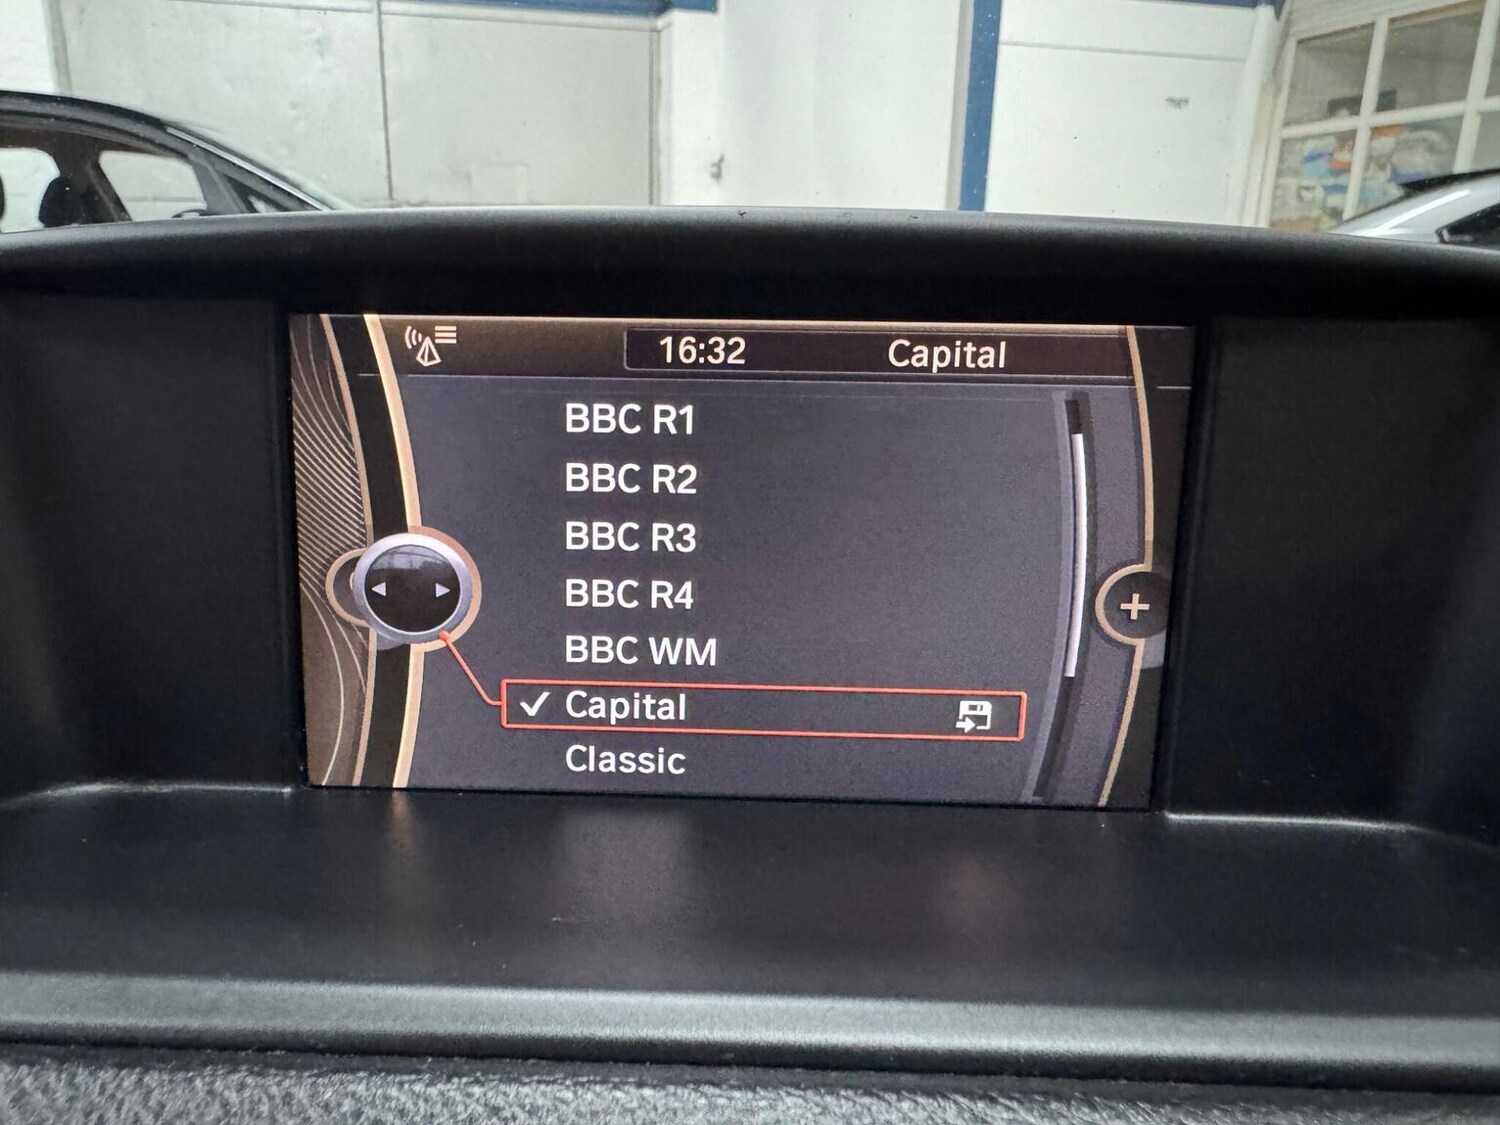 16:32 Capital
BBC R1
BBC R2
BBC R3
BBC R4
BBC WM
Capital
Classic